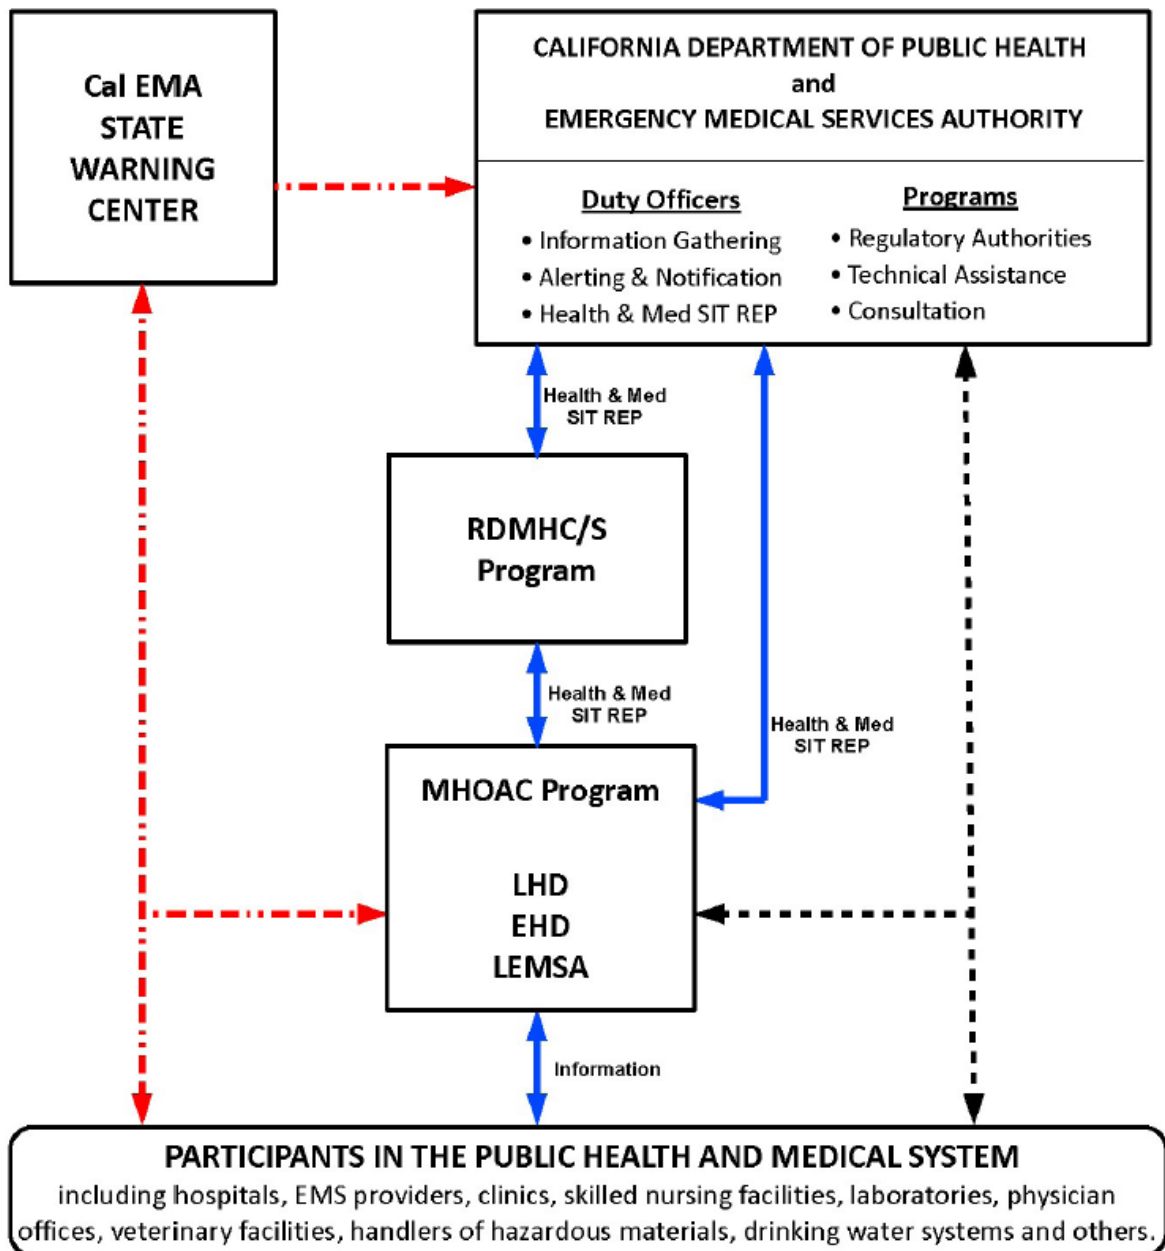 Cal EMA
STATE
WARNING
CENTER
CALIFORNIA DEPARTMENT OF PUBLIC HEALTH
and
EMERGENCY MEDICAL SERVICES AUTHORITY
Duty Officers
• Information Gathering
• Alerting & Notification
• Health & Med SIT REP
Programs
• Regulatory Authorities
• Technical Assistance
• Consultation
Health & Med
SIT REP
RDMHC/S
Program
Health & Med
SIT REP
Health & Med
SIT REP
MHOAC Program
LHD
EHD
LEMSA
Information
PARTICIPANTS IN THE PUBLIC HEALTH AND MEDICAL SYSTEM
including hospitals, EMS providers, clinics, skilled nursing facilities, laboratories, physician
offices, veterinary facilities, handlers of hazardous materials, drinking water systems and others.